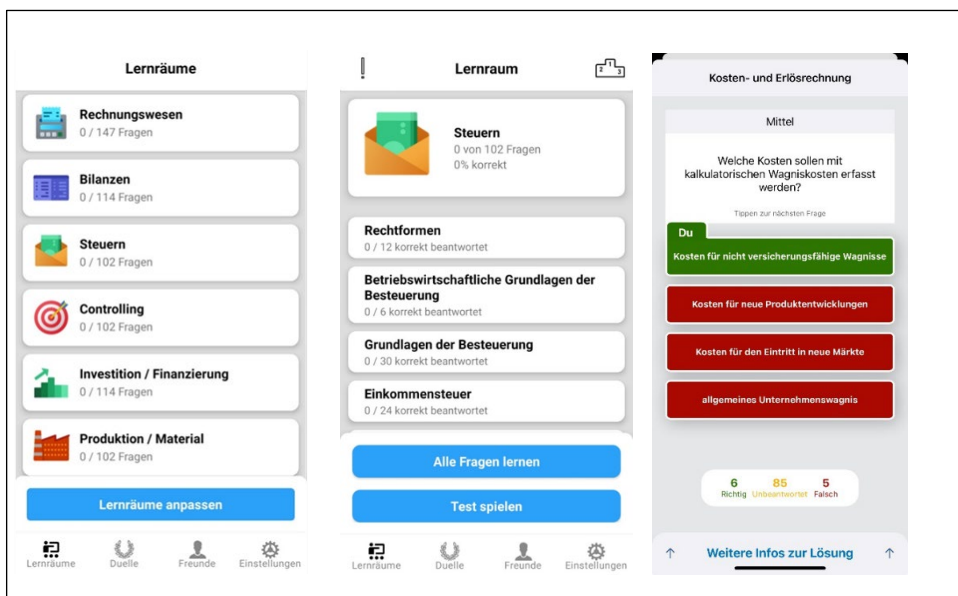 Lernräume
Rechnungswesen
0 / 147 Fragen
Bilanzen
0 / 114 Fragen
Steuern
0 / 102 Fragen
Controlling
0 / 102 Fragen
Investition / Finanzierung
0 / 114 Fragen
Produktion / Material
0 / 102 Fragen
Lernräume anpassen
Lernräume Duelle Freunde Einstellungen
Lernraum
2 1 3
Steuern
0 von 102 Fragen
0% korrekt
Rechtformen
0 / 12 korrekt beantwortet
Betriebswirtschaftliche Grundlagen der
Besteuerung
0 / 6 korrekt beantwortet
Grundlagen der Besteuerung
0 / 30 korrekt beantwortet
Einkommensteuer
0 / 24 korrekt beantwortet
Alle Fragen lernen
Test spielen
Lernräume Duelle Freunde Einstellungen
Kosten- und Erlösrechnung
Mittel
Welche Kosten sollen mit
kalkulatorischen Wagniskosten erfasst
werden?
Tippen zur nächsten Frage
Du
Kosten für nicht versicherungsfähige Wagnisse
Kosten für neue Produktentwicklungen
Kosten für den Eintritt in neue Märkte
allgemeines Unternehmenswagnis
6 85 5
Richtig Unbeantwortet Falsch
Weitere Infos zur Lösung